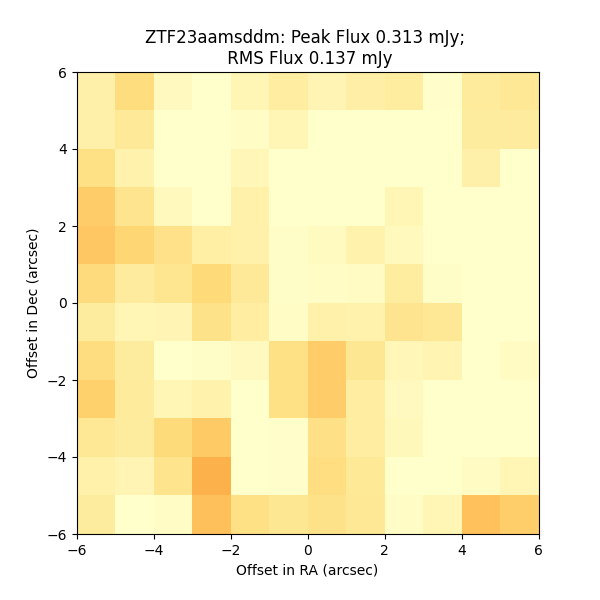 ZTF23aamsddm: Peak Flux 0.313 mJy;
RMS Flux 0.137 mJy
6
4
2
0
−2
−4
−6
Offset in Dec (arcsec)
−6 −4 −2 0 2 4 6
Offset in RA (arcsec)